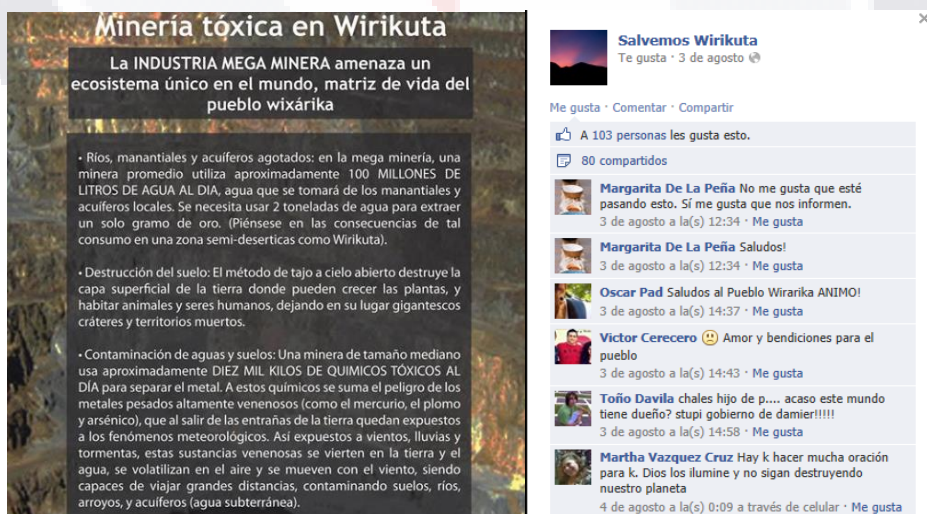 Minería tóxica en Wirikuta
La INDUSTRIA MEGA MINERA amenaza un
ecosistema único en el mundo, matriz de vida del
pueblo wixárika
• Ríos, manantiales y acuíferos agotados: en la mega minería, una
minera promedio utiliza aproximadamente 100 MILLONES DE
LITROS DE AGUA AL DIA, agua que se tomará de los manantiales y
acuíferos locales. Se necesita usar 2 toneladas de agua para extraer
un solo gramo de oro. (Piénsese en las consecuencias de tal
consumo en una zona semi-deserticas como Wirikuta).
• Destrucción del suelo: El método de tajo a cielo abierto destruye la
capa superficial de la tierra donde pueden crecer las plantas, y
habitar animales y seres humanos, dejando en su lugar gigantescos
cráteres y territorios muertos.
• Contaminación de aguas y suelos: Una minera de tamaño mediano
usa aproximadamente DIEZ MIL KILOS DE QUIMICOS TÓXICOS AL
DÍA para separar el metal. A estos químicos se suma el peligro de los
metales pesados altamente venenosos (como el mercurio, el plomo
y arsénico), que al salir de las entrañas de la tierra quedan expuestos
a los fenómenos meteorológicos. Así expuestos a vientos, lluvias y
tormentas, estas sustancias venenosas se vierten en la tierra y el
agua, se volatilizan en el aire y se mueven con el viento, siendo
capaces de viajar grandes distancias, contaminando suelos, ríos,
arroyos, y acuíferos (agua subterránea).
Salvemos Wirikuta
Te gusta · 3 de agosto
Me gusta · Comentar · Compartir
A 103 personas les gusta esto.
80 compartidos
Margarita De La Peña No me gusta que esté
pasando esto. Sí me gusta que nos informen.
3 de agosto a la(s) 12:34 · Me gusta
Margarita De La Peña Saludos!
3 de agosto a la(s) 12:34 · Me gusta
Oscar Pad Saludos al Pueblo Wirarika ANIMO!
3 de agosto a la(s) 14:37 · Me gusta
Victor Cerecero Amor y bendiciones para el
pueblo
3 de agosto a la(s) 14:43 · Me gusta
Toño Davila chales hijo de p.... acaso este mundo
tiene dueño? stupi gobierno de damier!!!!!
3 de agosto a la(s) 14:58 · Me gusta
Martha Vazquez Cruz Hay k hacer mucha oración
para k. Dios los ilumine y no sigan destruyendo
nuestro planeta
4 de agosto a la(s) 0:09 a través de celular · Me gusta